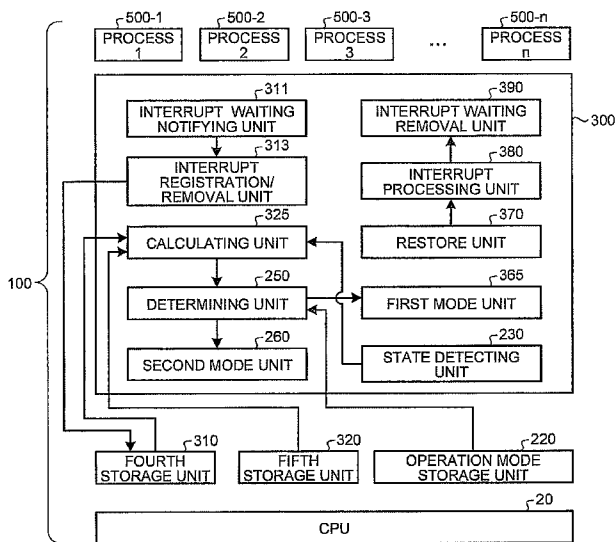 500-1 500-2 500-3 500-n
PROCESS 1 PROCESS 2 PROCESS 3 ... PROCESS n
311 390
INTERRUPT WAITING NOTIFYING UNIT
INTERRUPT WAITING REMOVAL UNIT
300
313 380
INTERRUPT REGISTRATION/ REMOVAL UNIT
INTERRUPT PROCESSING UNIT
325 370
CALCULATING UNIT
RESTORE UNIT
100
250 365
DETERMINING UNIT
FIRST MODE UNIT
260 230
SECOND MODE UNIT
STATE DETECTING UNIT
310 320 220
FOURTH STORAGE UNIT
FIFTH STORAGE UNIT
OPERATION MODE STORAGE UNIT
20
CPU